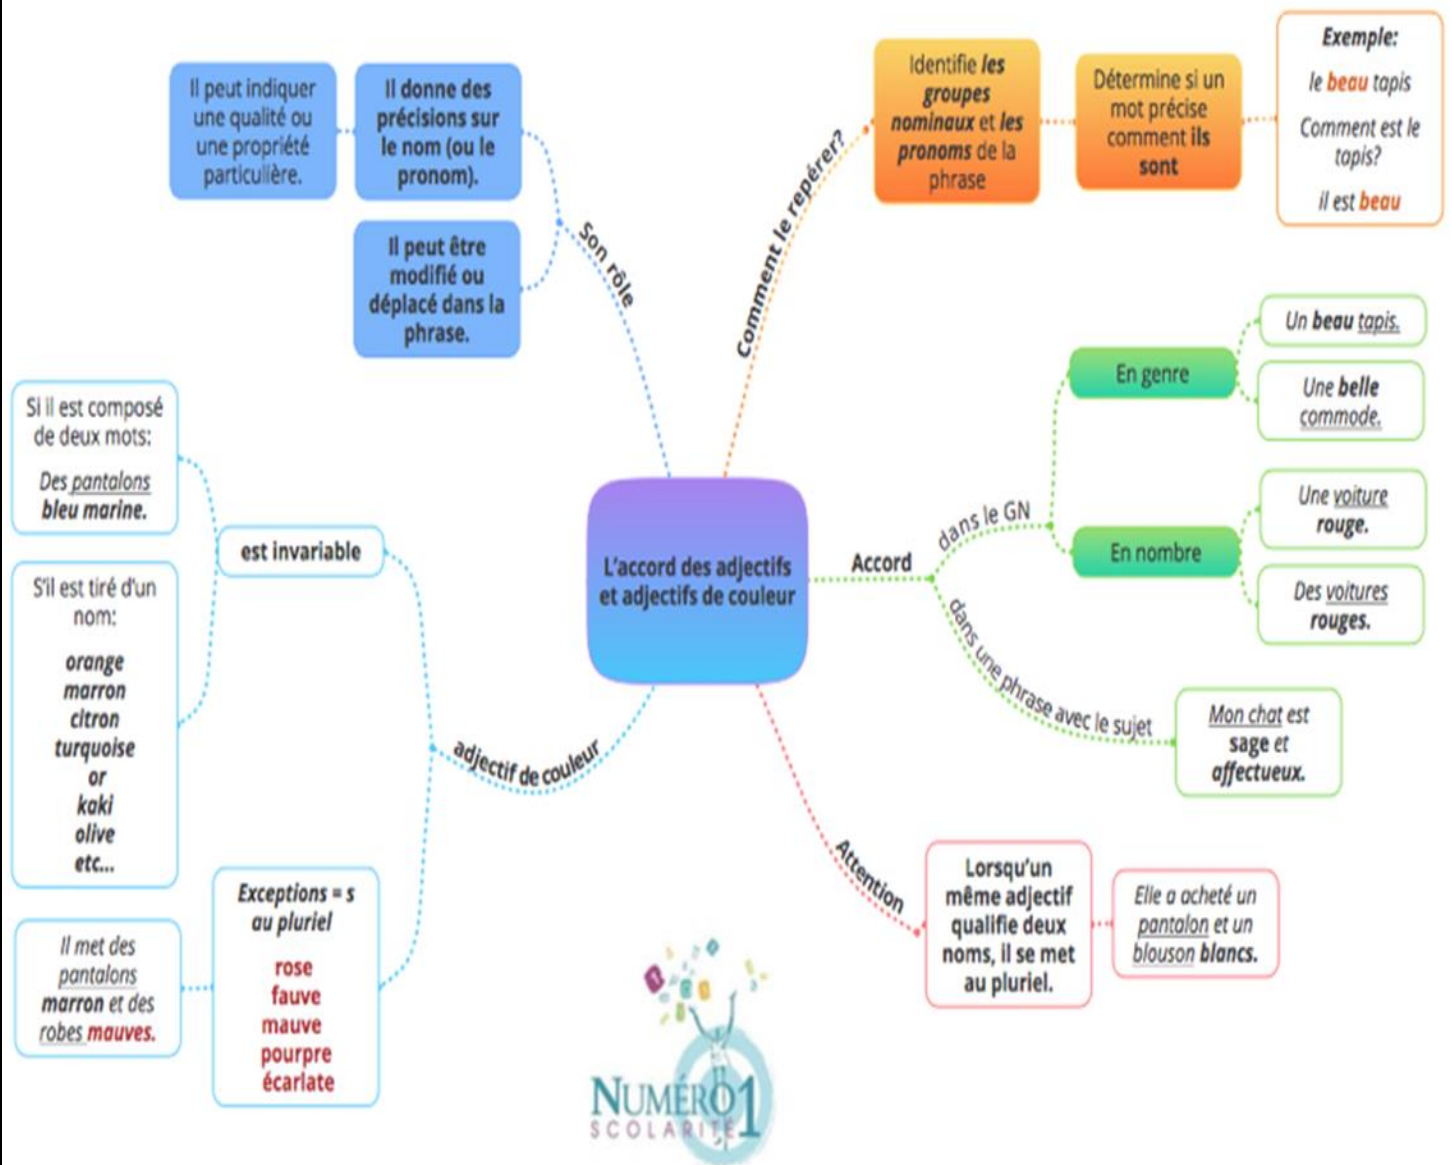 L'accord des adjectifs
et adjectifs de couleur
Son rôle
Il donne des
précisions sur
le nom (ou le
pronom).
Il peut indiquer
une qualité ou
une propriété
particulière.
Il peut être
modifié ou
déplacé dans la
phrase.
Comment le repérer?
Identifie les
groupes
nominaux et les
pronoms de la
phrase
Détermine si un
mot précise
comment ils
sont
Exemple:
le beau tapis
Comment est le
tapis?
il est beau
Accord
dans le GN
En genre
Un beau tapis.
Une belle
commode.
En nombre
Une voiture
rouge.
Des voitures
rouges.
dans une phrase avec le sujet
Mon chat est
sage et
affectueux.
Attention
Lorsqu'un
même adjectif
qualifie deux
noms, il se met
au pluriel.
Elle a acheté un
pantalon et un
blouson blancs.
adjectif de couleur
est invariable
Si il est composé
de deux mots:
Des pantalons
bleu marine.
S'il est tiré d'un
nom:
orange
marron
citron
turquoise
or
kaki
olive
etc...
Exceptions = s
au pluriel
rose
fauve
mauve
pourpre
écarlate
Il met des
pantalons
marron et des
robes mauves.
NUMÉRO1
SCOLARITÉ